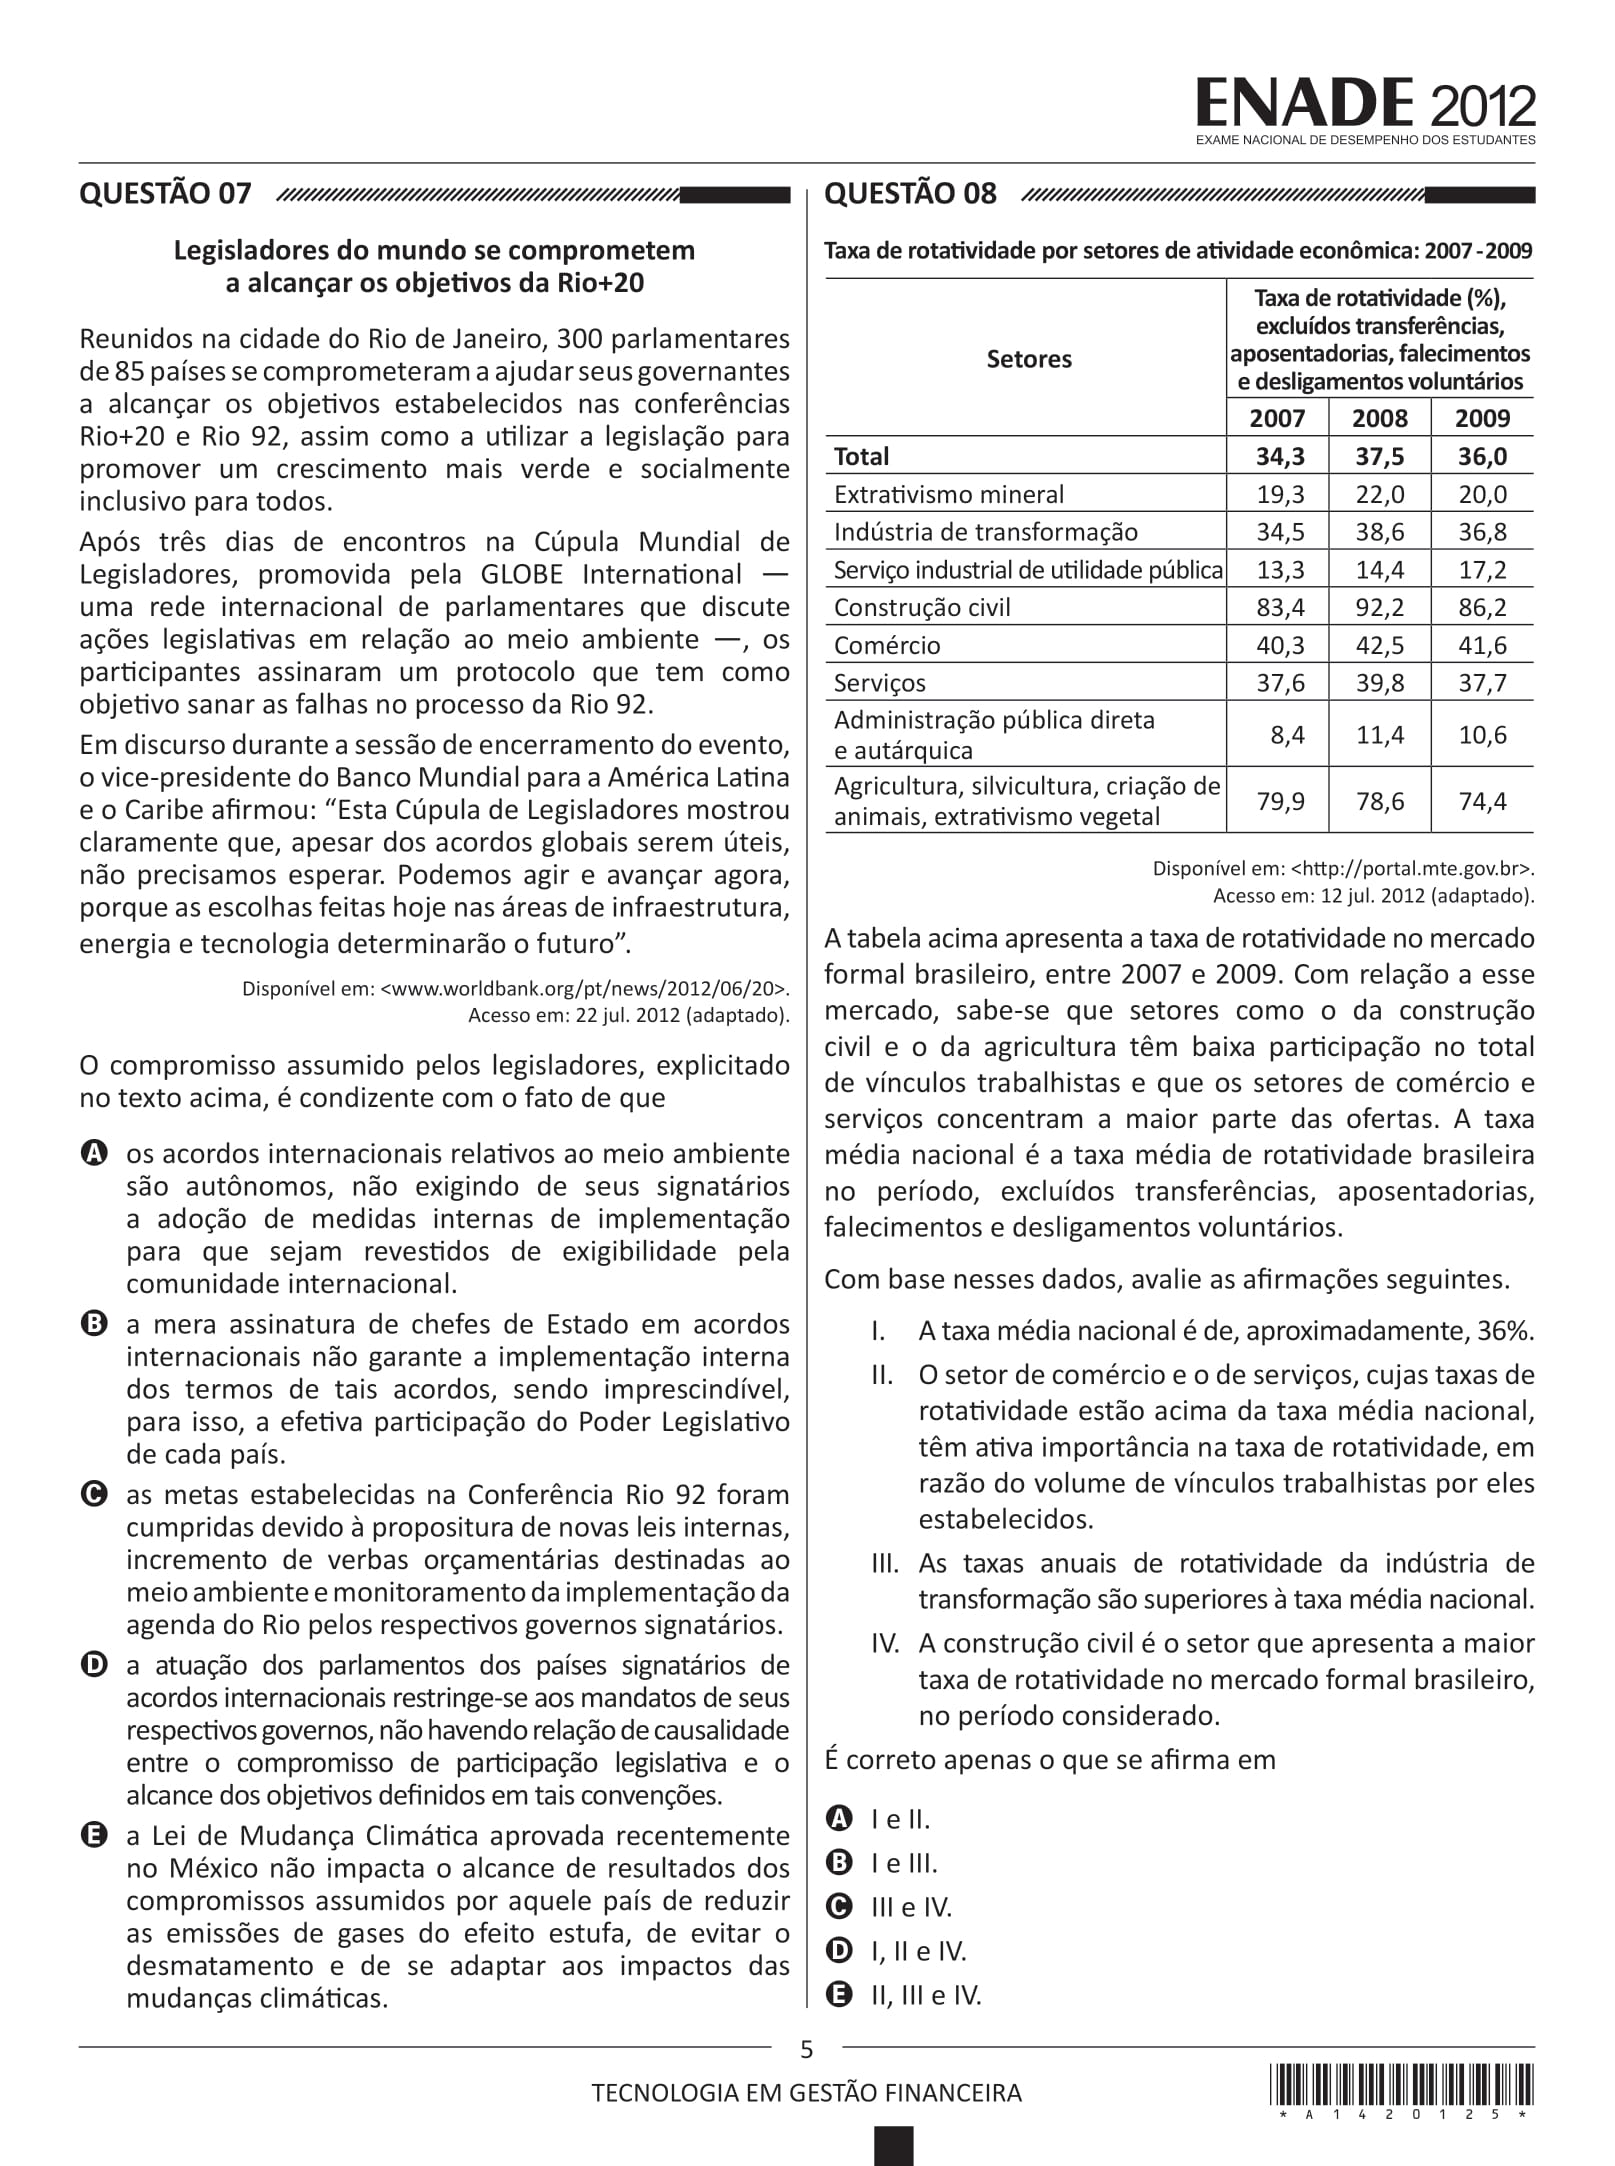 ENADE 2012
EXAME NACIONAL DE DESEMPENHO DOS ESTUDANTES
QUESTÃO 07
Legisladores do mundo se comprometem
a alcançar os objetivos da Rio+20
Reunidos na cidade do Rio de Janeiro, 300 parlamentares
de 85 países se comprometeram a ajudar seus governantes
a alcançar os objetivos estabelecidos nas conferências
Rio+20 e Rio 92, assim como a utilizar a legislação para
promover um crescimento mais verde e socialmente
inclusivo para todos.
Após três dias de encontros na Cúpula Mundial de
Legisladores, promovida pela GLOBE International —
uma rede internacional de parlamentares que discute
ações legislativas em relação ao meio ambiente —, os
participantes assinaram um protocolo que tem como
objetivo sanar as falhas no processo da Rio 92.
Em discurso durante a sessão de encerramento do evento,
o vice-presidente do Banco Mundial para a América Latina
e o Caribe afirmou: “Esta Cúpula de Legisladores mostrou
claramente que, apesar dos acordos globais serem úteis,
não precisamos esperar. Podemos agir e avançar agora,
porque as escolhas feitas hoje nas áreas de infraestrutura,
energia e tecnologia determinarão o futuro”.
Disponível em: <www.worldbank.org/pt/news/2012/06/20>.
Acesso em: 22 jul. 2012 (adaptado).
O compromisso assumido pelos legisladores, explicitado
no texto acima, é condizente com o fato de que
A os acordos internacionais relativos ao meio ambiente
são autônomos, não exigindo de seus signatários
a adoção de medidas internas de implementação
para que sejam revestidos de exigibilidade pela
comunidade internacional.
B a mera assinatura de chefes de Estado em acordos
internacionais não garante a implementação interna
dos termos de tais acordos, sendo imprescindível,
para isso, a efetiva participação do Poder Legislativo
de cada país.
C as metas estabelecidas na Conferência Rio 92 foram
cumpridas devido à propositura de novas leis internas,
incremento de verbas orçamentárias destinadas ao
meio ambiente e monitoramento da implementação da
agenda do Rio pelos respectivos governos signatários.
D a atuação dos parlamentos dos países signatários de
acordos internacionais restringe-se aos mandatos de seus
respectivos governos, não havendo relação de causalidade
entre o compromisso de participação legislativa e o
alcance dos objetivos definidos em tais convenções.
E a Lei de Mudança Climática aprovada recentemente
no México não impacta o alcance de resultados dos
compromissos assumidos por aquele país de reduzir
as emissões de gases do efeito estufa, de evitar o
desmatamento e de se adaptar aos impactos das
mudanças climáticas.
QUESTÃO 08
Taxa de rotatividade por setores de atividade econômica: 2007 - 2009
Setores
Taxa de rotatividade (%),
excluídos transferências,
aposentadorias, falecimentos
e desligamentos voluntários
2007 2008 2009
Total 34,3 37,5 36,0
Extrativismo mineral 19,3 22,0 20,0
Indústria de transformação 34,5 38,6 36,8
Serviço industrial de utilidade pública 13,3 14,4 17,2
Construção civil 83,4 92,2 86,2
Comércio 40,3 42,5 41,6
Serviços 37,6 39,8 37,7
Administração pública direta
e autárquica 8,4 11,4 10,6
Agricultura, silvicultura, criação de
animais, extrativismo vegetal 79,9 78,6 74,4
Disponível em: <http://portal.mte.gov.br>.
Acesso em: 12 jul. 2012 (adaptado).
A tabela acima apresenta a taxa de rotatividade no mercado
formal brasileiro, entre 2007 e 2009. Com relação a esse
mercado, sabe-se que setores como o da construção
civil e o da agricultura têm baixa participação no total
de vínculos trabalhistas e que os setores de comércio e
serviços concentram a maior parte das ofertas. A taxa
média nacional é a taxa média de rotatividade brasileira
no período, excluídos transferências, aposentadorias,
falecimentos e desligamentos voluntários.
Com base nesses dados, avalie as afirmações seguintes.
I. A taxa média nacional é de, aproximadamente, 36%.
II. O setor de comércio e o de serviços, cujas taxas de
rotatividade estão acima da taxa média nacional,
têm ativa importância na taxa de rotatividade, em
razão do volume de vínculos trabalhistas por eles
estabelecidos.
III. As taxas anuais de rotatividade da indústria de
transformação são superiores à taxa média nacional.
IV. A construção civil é o setor que apresenta a maior
taxa de rotatividade no mercado formal brasileiro,
no período considerado.
É correto apenas o que se afirma em
A I e II.
B I e III.
C III e IV.
D I, II e IV.
E II, III e IV.
5
TECNOLOGIA EM GESTÃO FINANCEIRA
* A 1 4 2 0 1 2 5 *